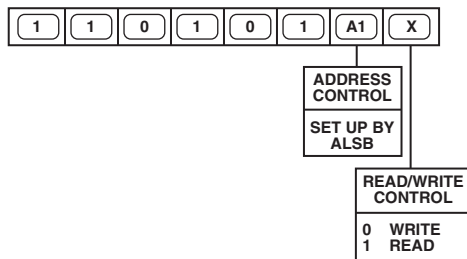 1 1 0 1 0 1 A1 X
ADDRESS
CONTROL
SET UP BY
ALSB
READ/WRITE
CONTROL
0 WRITE
1 READ